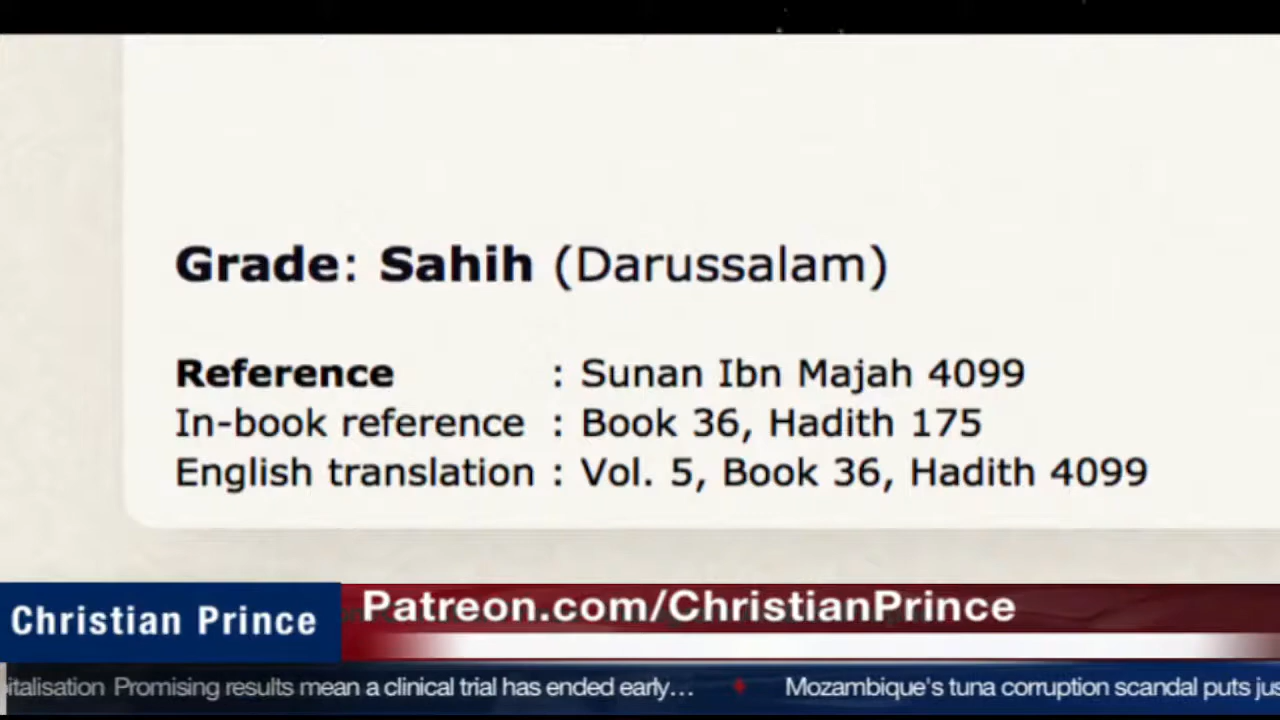 Grade: Sahih (Darussalam)
Reference : Sunan Ibn Majah 4099
In-book reference : Book 36, Hadith 175
English translation : Vol. 5, Book 36, Hadith 4099
Christian Prince
Patreon.com/ChristianPrince
italisation Promising results mean a clinical trial has ended early... ♦ Mozambique's tuna corruption scandal puts jus